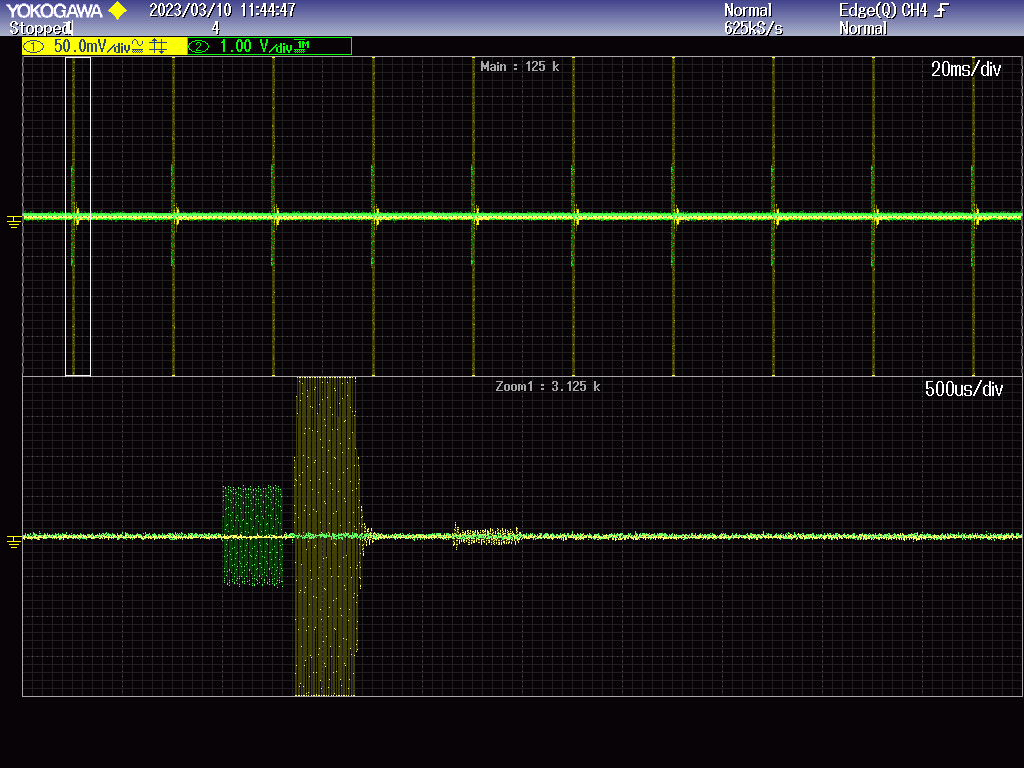 YOKOGAWA 2023/03/10 11:44:47 Normal Edge(Q) CH4
Stopped 4 625kS/s Normal
1 50.0mV/div 2 1.00 V/div 1M
Main : 125 k 20ms/div
Zoom1 : 3.125 k 500us/div